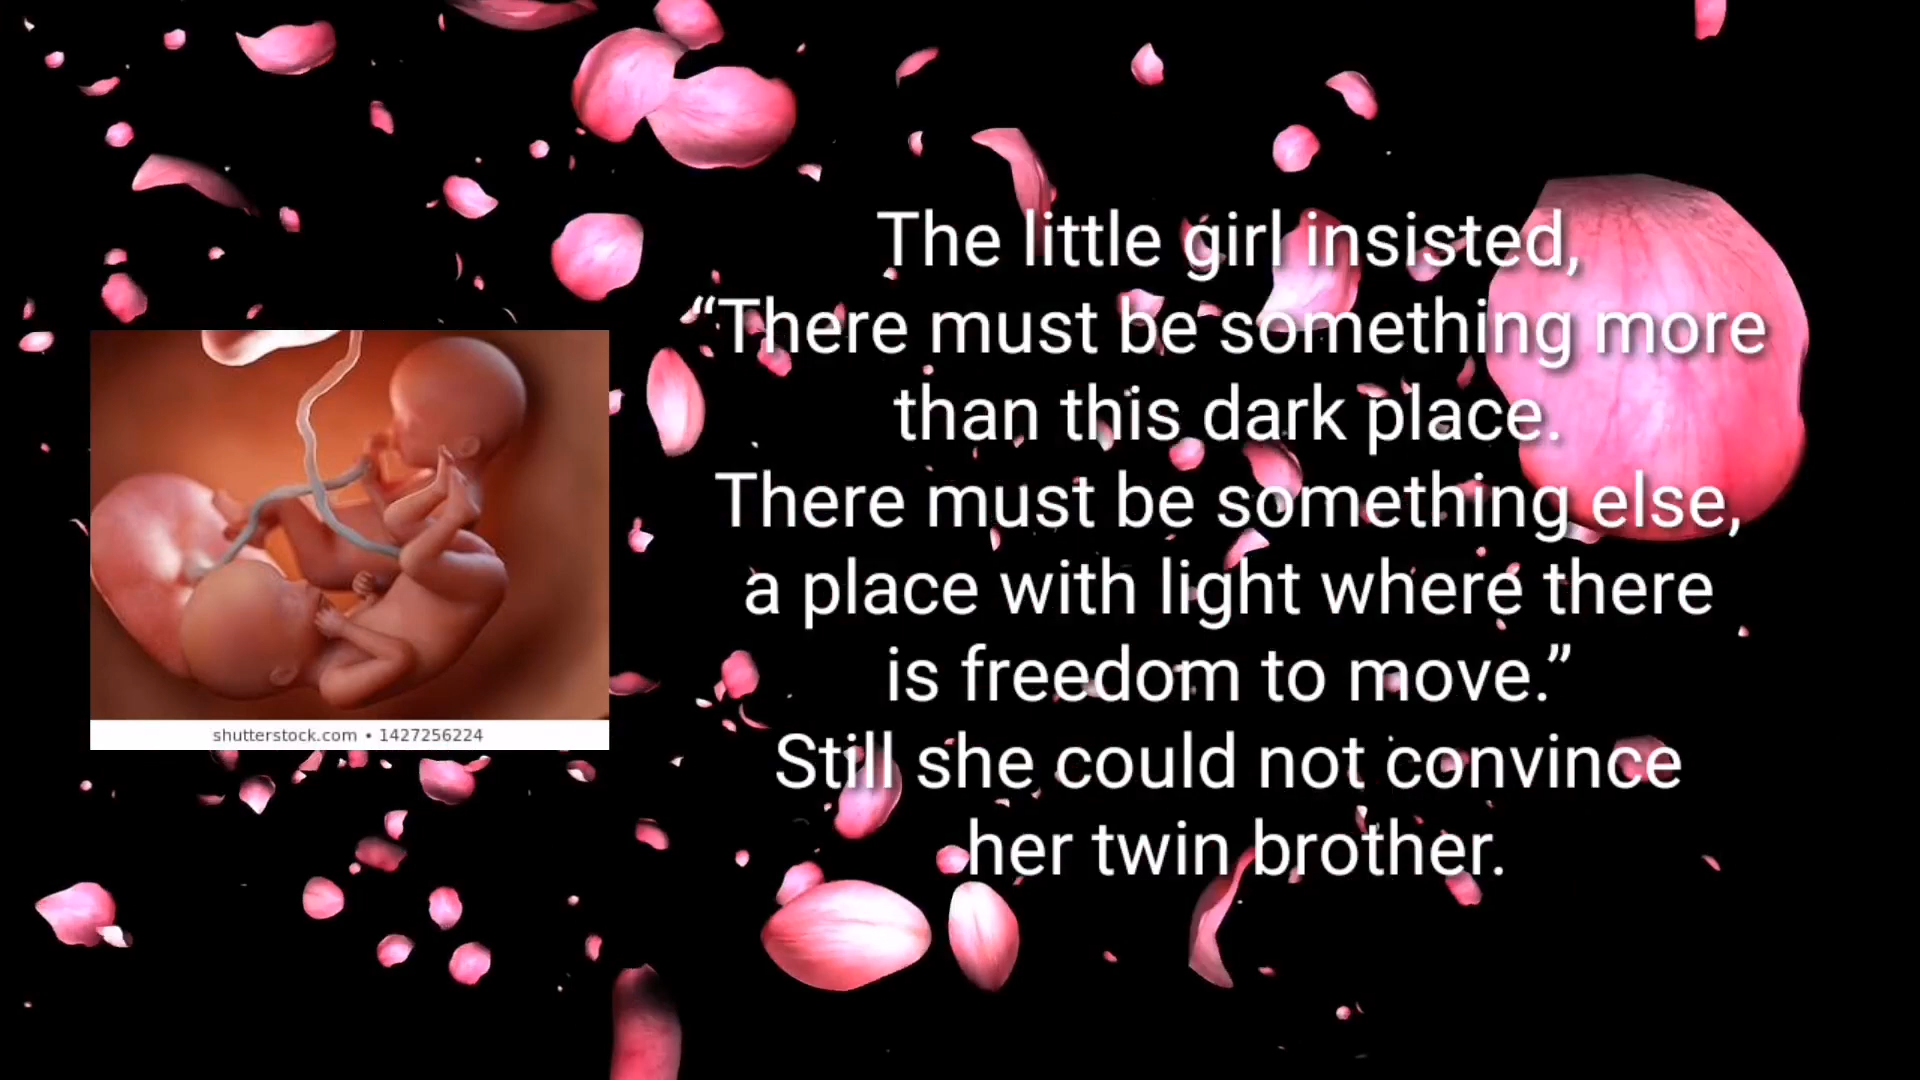 The little girl insisted,
“There must be something more
than this dark place.
There must be something else,
a place with light where there
is freedom to move.”
Still she could not convince
her twin brother.
shutterstock.com • 1427256224